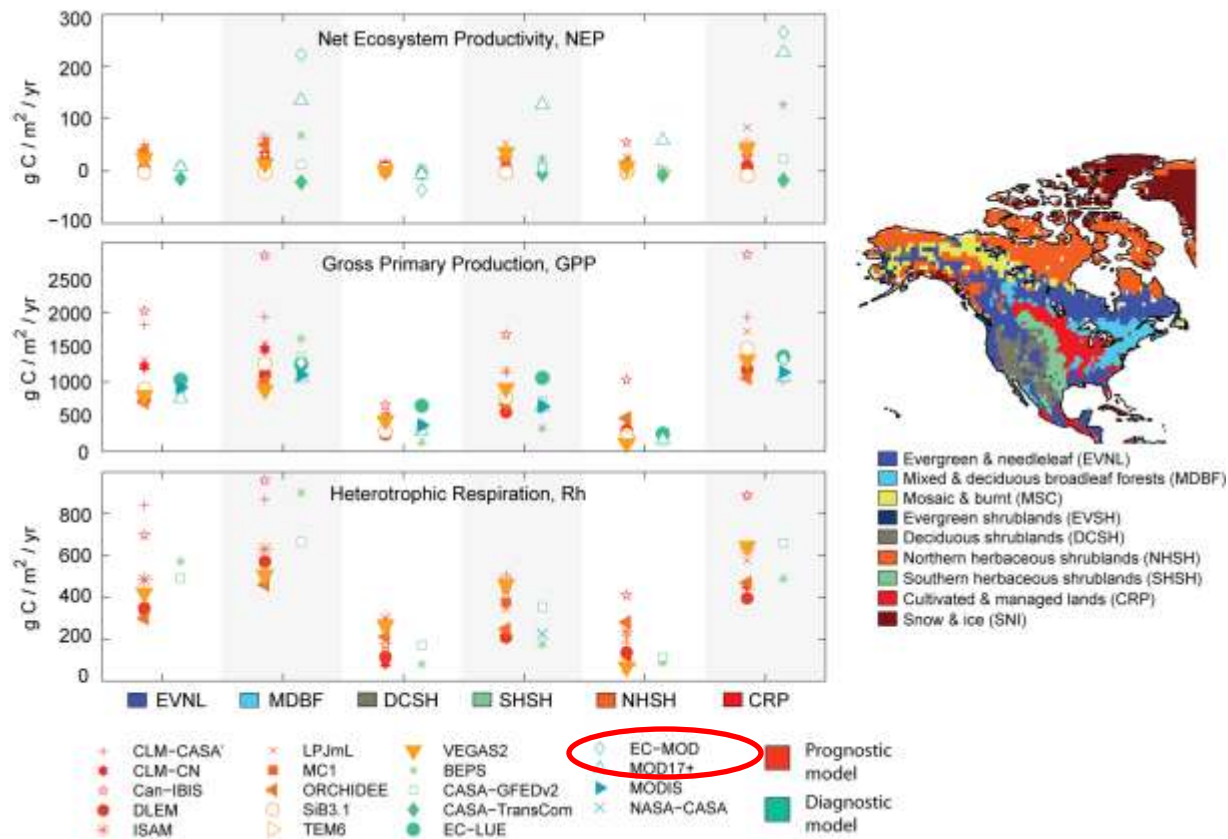 Net Ecosystem Productivity, NEP
300
200
100
0
−100
g C / m² / yr
Gross Primary Production, GPP
2500
2000
1500
1000
500
0
g C / m² / yr
Heterotrophic Respiration, Rh
800
600
400
200
0
g C / m² / yr
EVNL MDBF DCSH SHSH NHSH CRP
Evergreen & needleleaf (EVNL)
Mixed & deciduous broadleaf forests (MDBF)
Mosaic & burnt (MSC)
Evergreen shrublands (EVSH)
Deciduous shrublands (DCSH)
Northern herbaceous shrublands (NHSH)
Southern herbaceous shrublands (SHSH)
Cultivated & managed lands (CRP)
Snow & ice (SNI)
CLM−CASA'
CLM−CN
Can−IBIS
DLEM
ISAM
LPJmL
MC1
ORCHIDEE
SiB3.1
TEM6
VEGAS2
BEPS
CASA−GFEDv2
CASA−TransCom
EC−LUE
EC−MOD
MOD17+
MODIS
NASA−CASA
Prognostic
model
Diagnostic
model